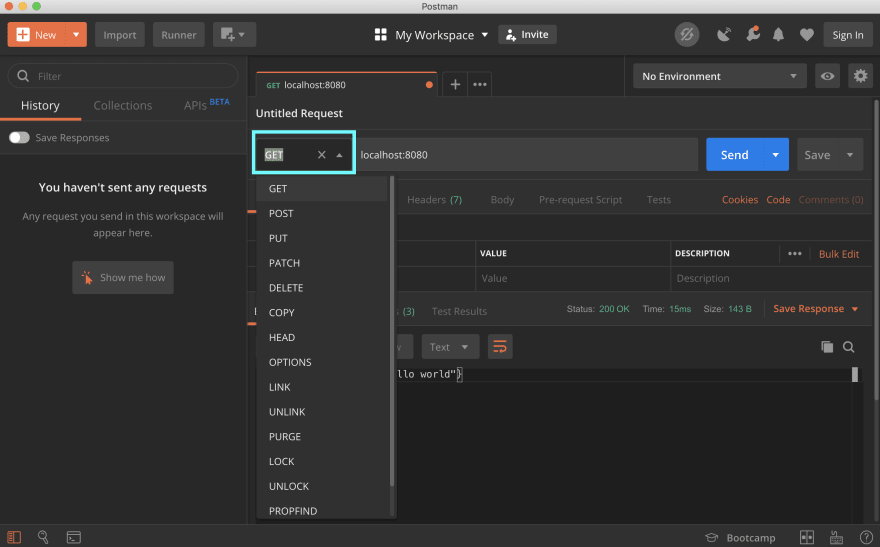 Postman
New
Import
Runner
My Workspace
Invite
Sign In
Filter
History
Collections
APIs BETA
Save Responses
You haven't sent any requests
Any request you send in this workspace will
appear here.
Show me how
GET localhost:8080
No Environment
Untitled Request
GET
localhost:8080
Send
Save
Headers (7)
Body
Pre-request Script
Tests
Cookies
Code
Comments (0)
VALUE
DESCRIPTION
Bulk Edit
Value
Description
(3)
Test Results
Status: 200 OK
Time: 15ms
Size: 143 B
Save Response
Text
llo world"}
GET
POST
PUT
PATCH
DELETE
COPY
HEAD
OPTIONS
LINK
UNLINK
PURGE
LOCK
UNLOCK
PROPFIND
Bootcamp